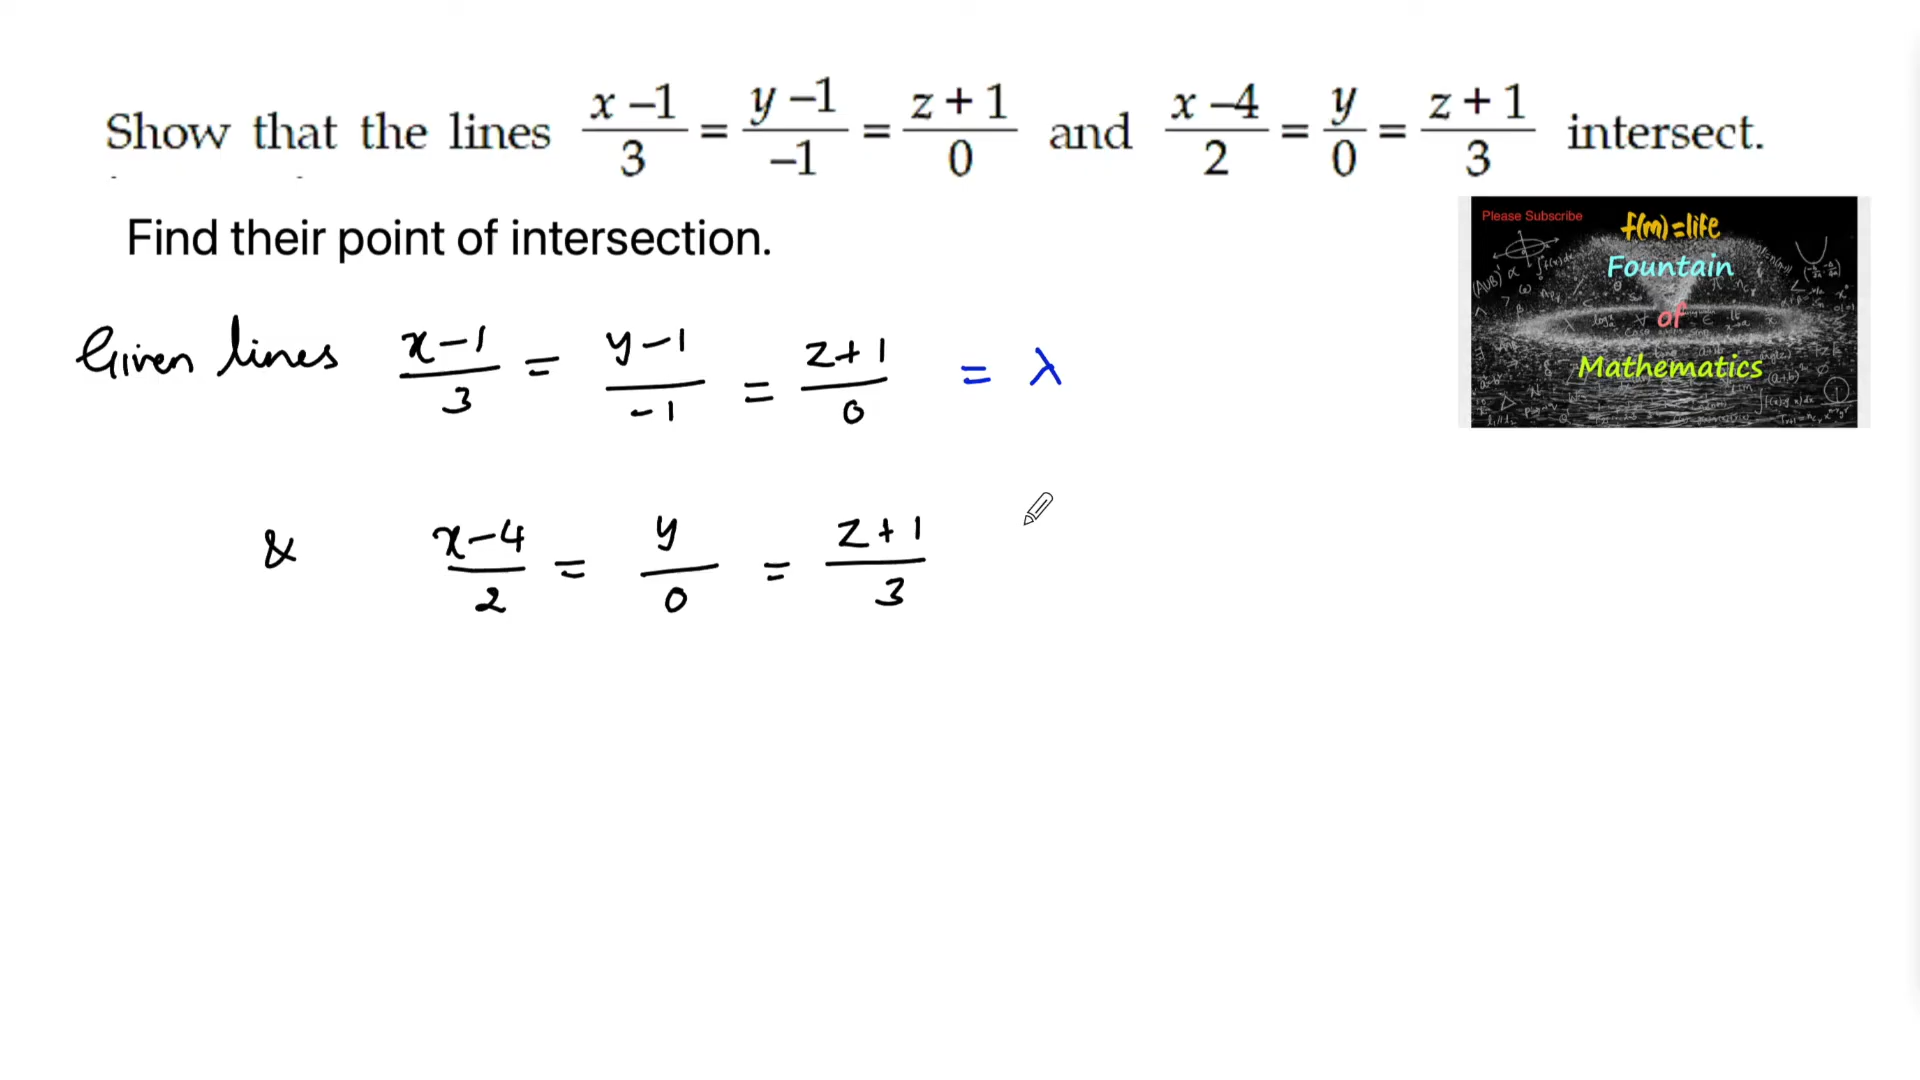 Show that the lines x−1/3 = y−1/−1 = z+1/0 and x−4/2 = y/0 = z+1/3 intersect.
Find their point of intersection.
Please Subscribe
f(m)=life
Fountain
of
Mathematics
Given lines x−1/3 = y−1/−1 = z+1/0 = λ
& x−4/2 = y/0 = z+1/3